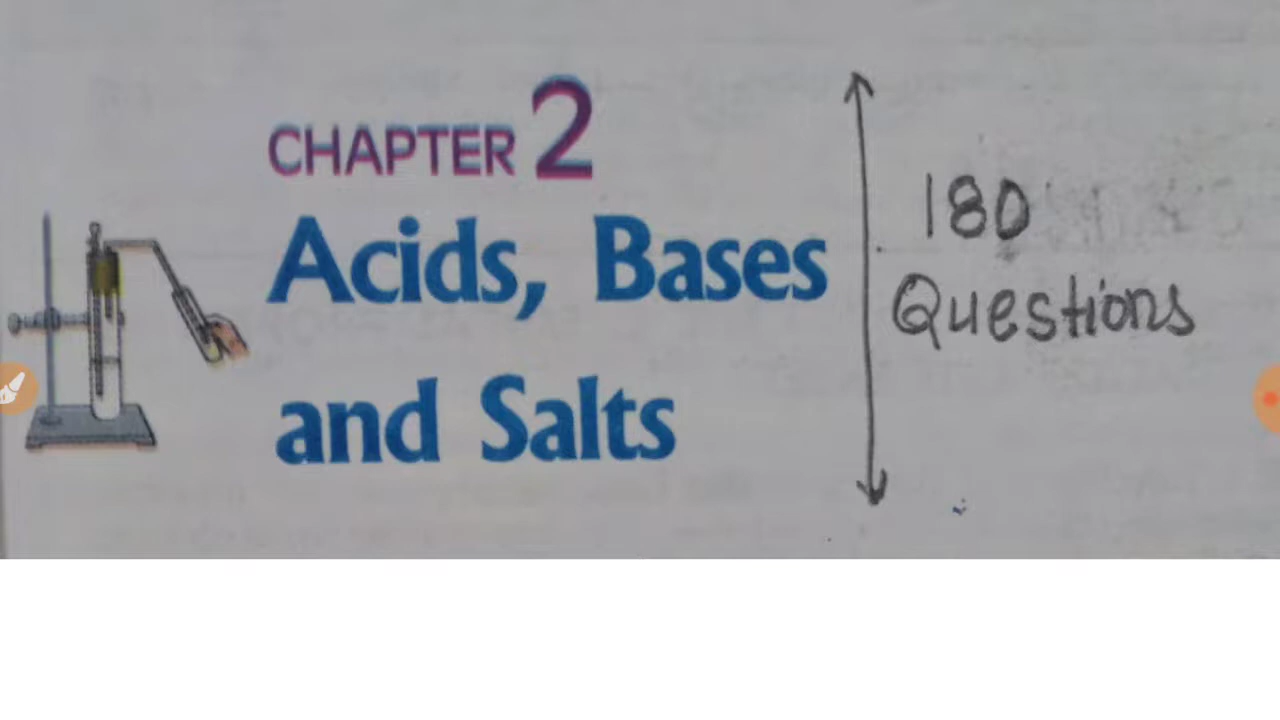 CHAPTER 2
Acids, Bases
and Salts
180
Questions